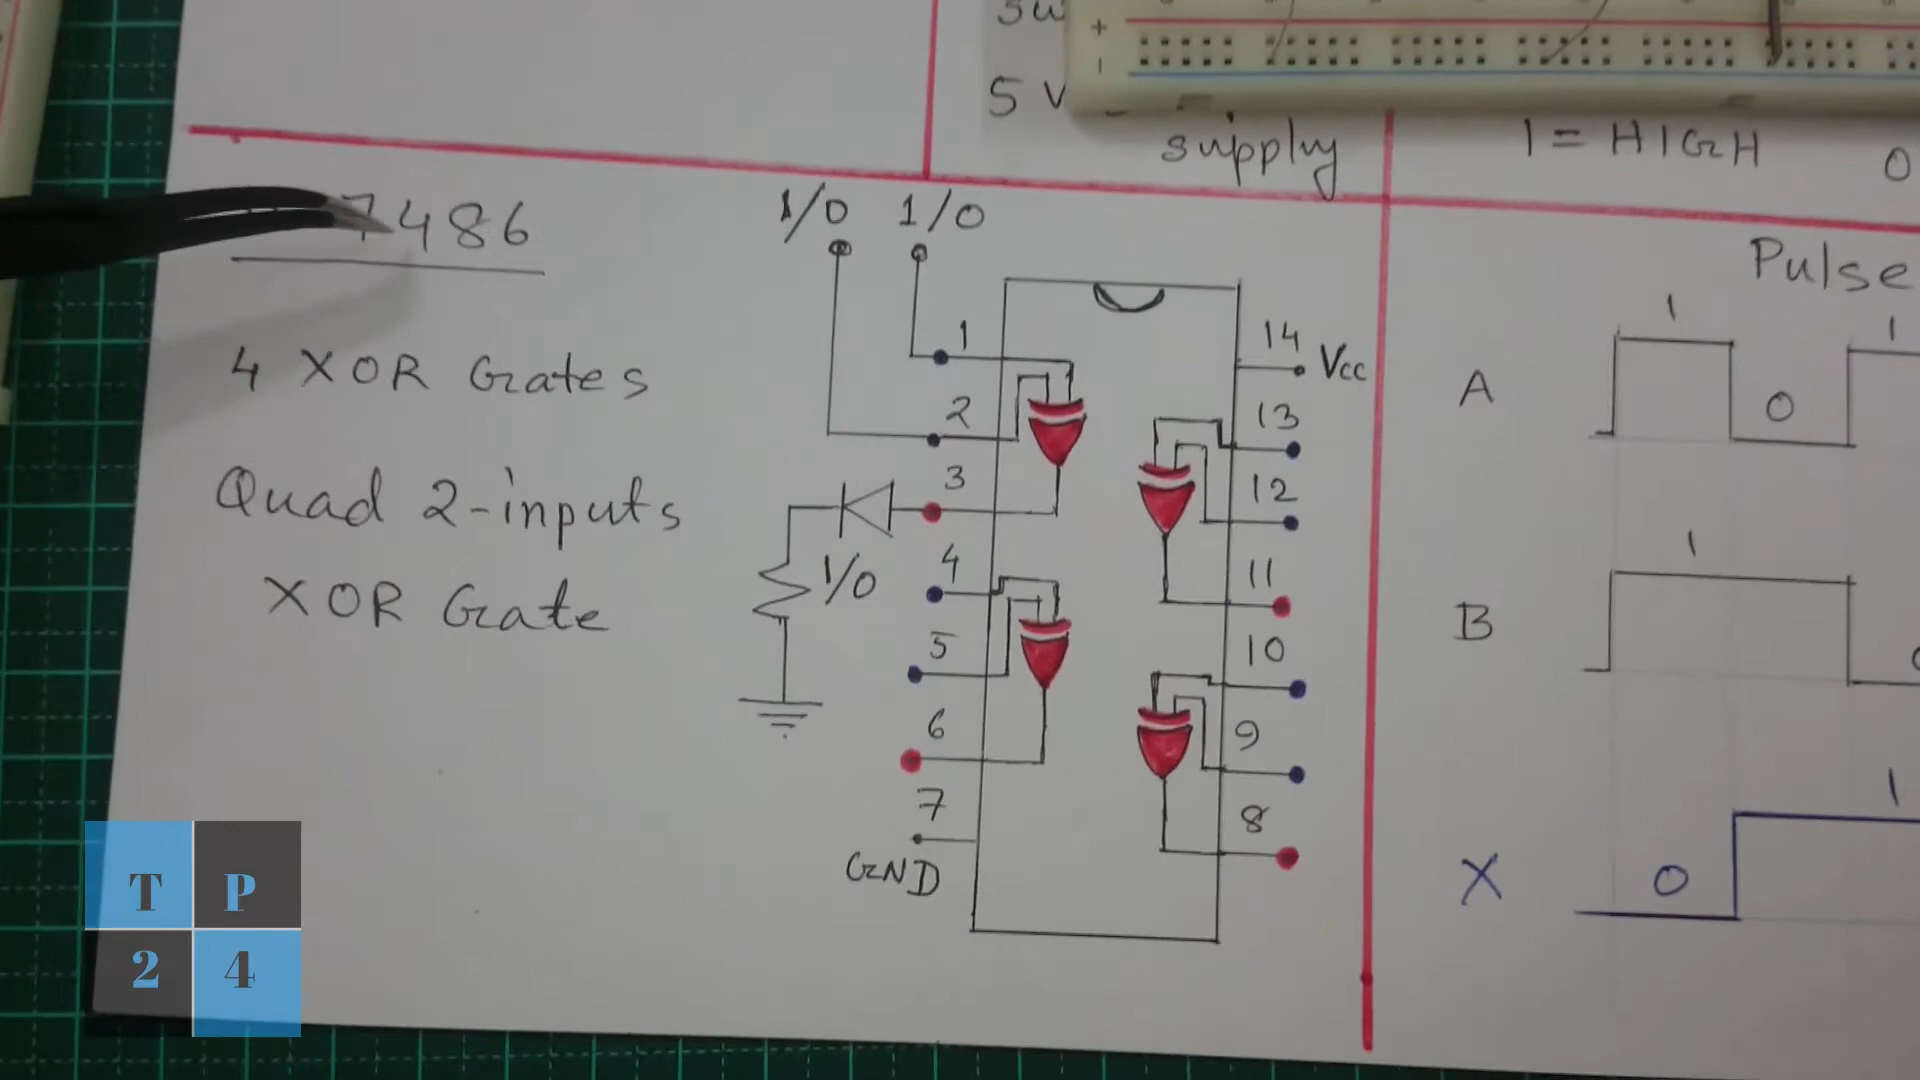 5 V
supply
1 = HIGH 0
7486
4 XOR Gates
Quad 2-inputs
XOR Gate
1/0 1/0
1
2
3
4
5
6
7
GND
1/0
14 Vcc
13
12
11
10
9
8
Pulse
A
1
0
1
B
1
X
0
1
+
T P
2 4